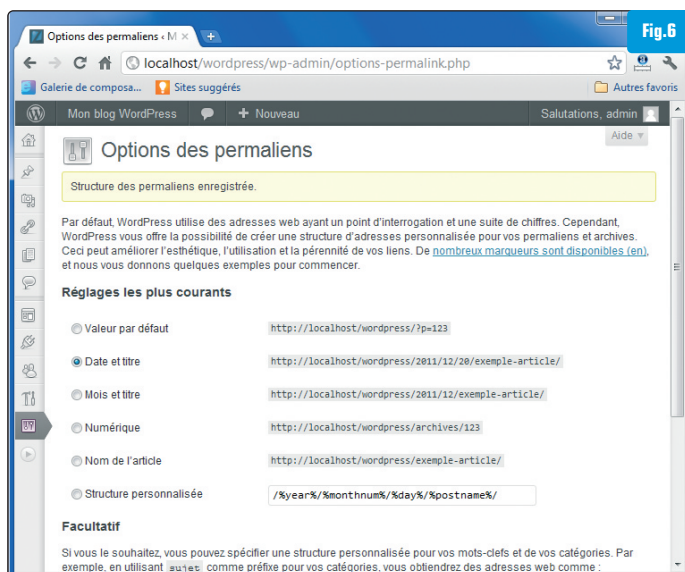 Fig.6
Options des permaliens ‹ M
localhost/wordpress/wp-admin/options-permalink.php
Galerie de composa... Sites suggérés Autres favoris
Mon blog WordPress + Nouveau Salutations, admin
Aide
Options des permaliens
Structure des permaliens enregistrée.
Par défaut, WordPress utilise des adresses web ayant un point d'interrogation et une suite de chiffres. Cependant,
WordPress vous offre la possibilité de créer une structure d'adresses personnalisée pour vos permaliens et archives.
Ceci peut améliorer l'esthétique, l'utilisation et la pérennité de vos liens. De nombreux marqueurs sont disponibles (en),
et nous vous donnons quelques exemples pour commencer.
Réglages les plus courants
Valeur par défaut http://localhost/wordpress/?p=123
Date et titre http://localhost/wordpress/2011/12/20/exemple-article/
Mois et titre http://localhost/wordpress/2011/12/exemple-article/
Numérique http://localhost/wordpress/archives/123
Nom de l'article http://localhost/wordpress/exemple-article/
Structure personnalisée /%year%/%monthnum%/%day%/%postname%/
Facultatif
Si vous le souhaitez, vous pouvez spécifier une structure personnalisée pour vos mots-clefs et de vos catégories. Par
exemple, en utilisant sujet comme préfixe pour vos catégories, vous obtiendrez des adresses web comme :